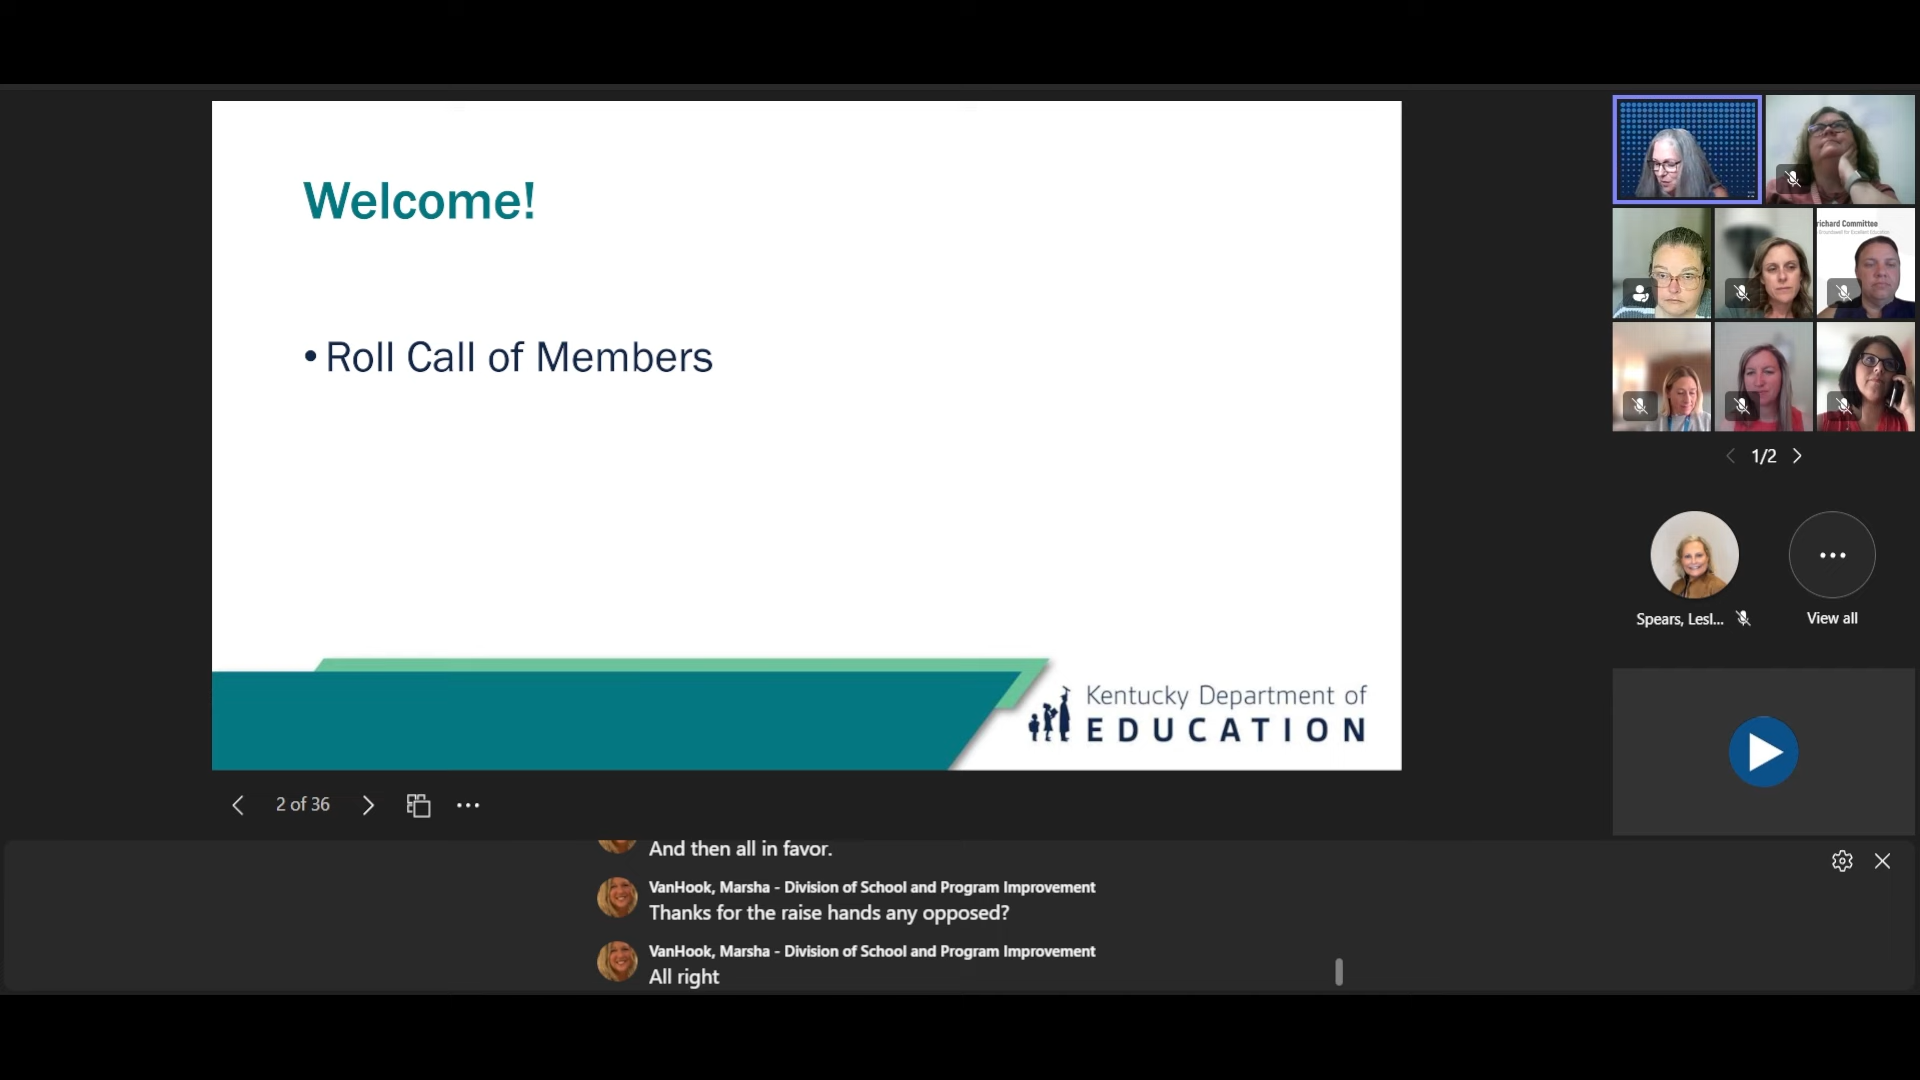 Welcome!
• Roll Call of Members
Kentucky Department of
EDUCATION
2 of 36
richard Committee
1/2
Spears, Lesl...
View all
And then all in favor.
VanHook, Marsha - Division of School and Program Improvement
Thanks for the raise hands any opposed?
VanHook, Marsha - Division of School and Program Improvement
All right